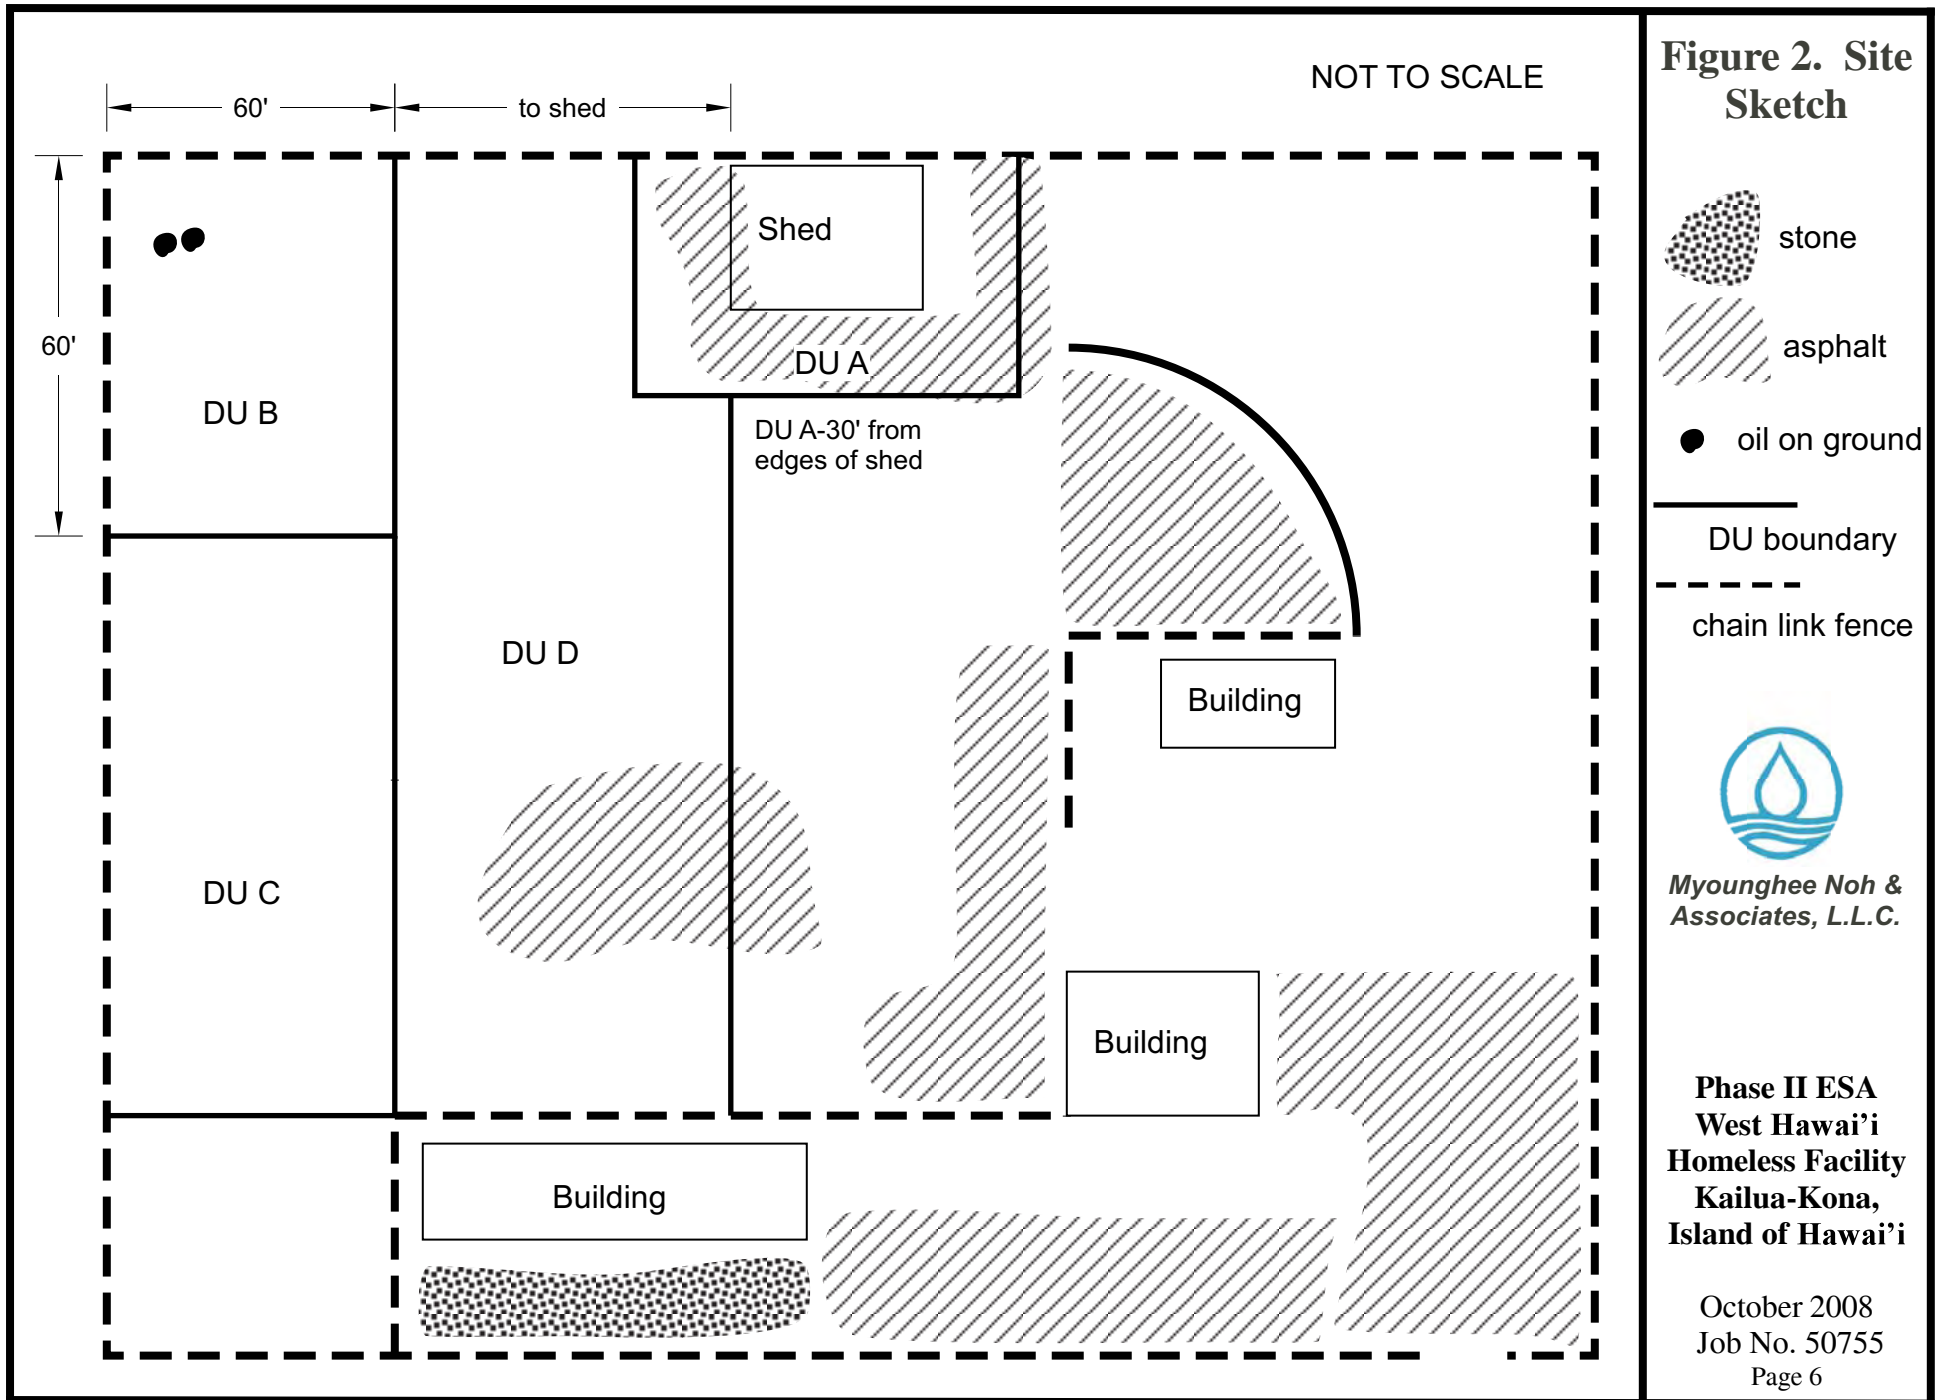 NOT TO SCALE
60'
to shed
60'
Shed
DU A
DU B
DU A-30' from
edges of shed
DU D
Building
DU C
Building
Building
Figure 2.  Site
Sketch
stone
asphalt
oil on ground
DU boundary
chain link fence
Myounghee Noh &
Associates, L.L.C.
Phase II ESA
West Hawai’i
Homeless Facility
Kailua-Kona,
Island of Hawai’i
October 2008
Job No. 50755
Page 6